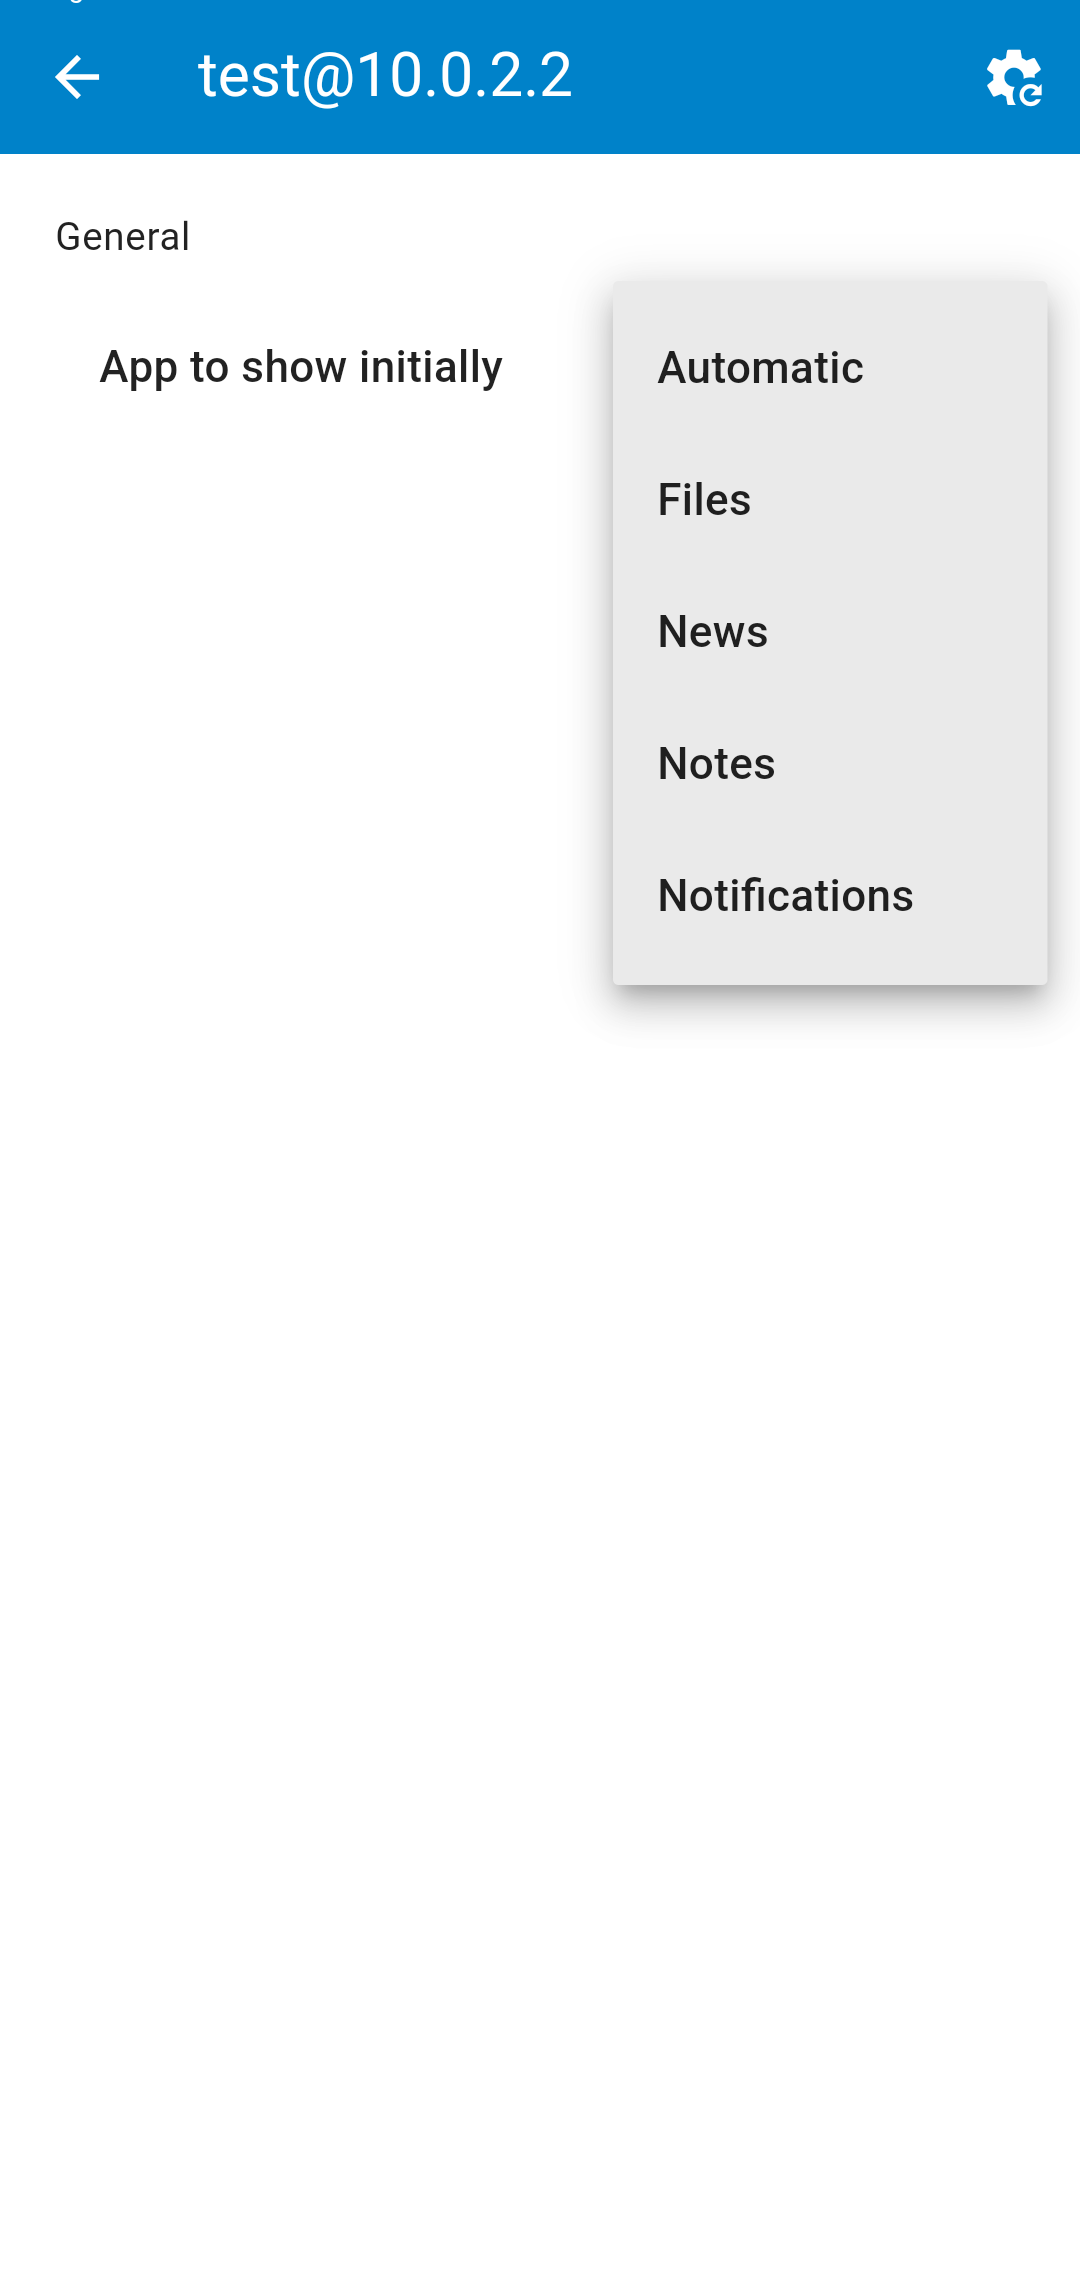 test@10.0.2.2
General
App to show initially
Automatic
Files
News
Notes
Notifications